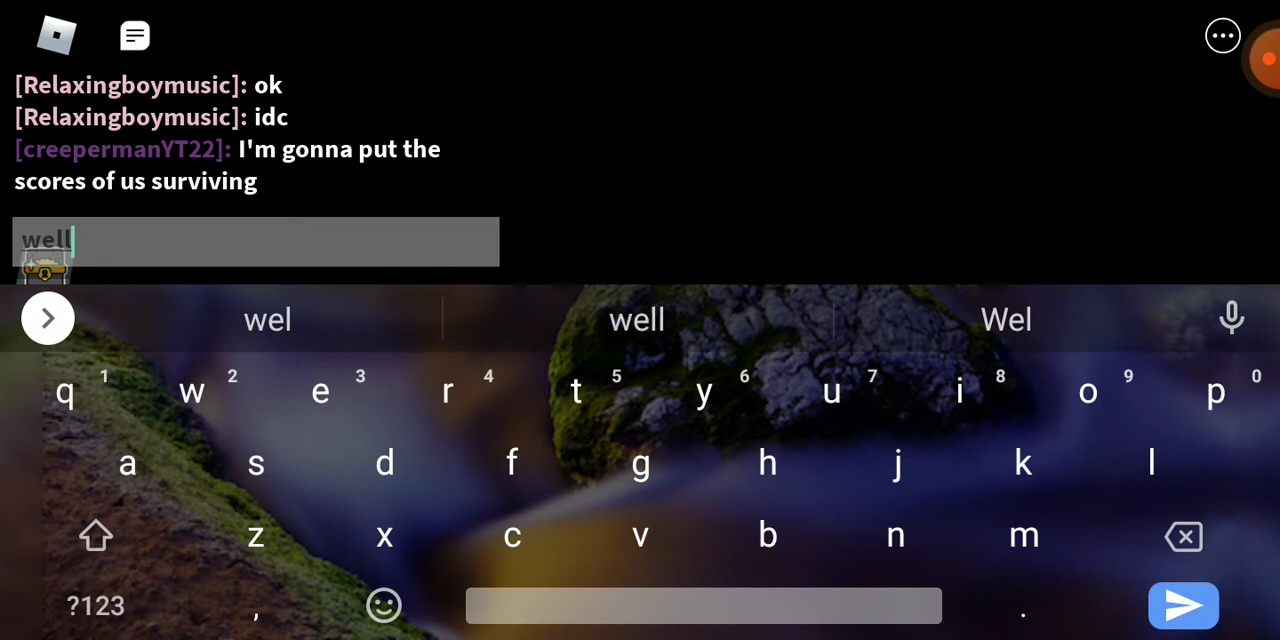 [Relaxingboymusic]: ok
[Relaxingboymusic]: idc
[creepermanYT22]: I'm gonna put the
scores of us surviving
well
wel well Wel
q 1 w 2 e 3 r 4 t 5 y 6 u 7 i 8 o 9 p 0
a s d f g h j k l
z x c v b n m
?123 , .